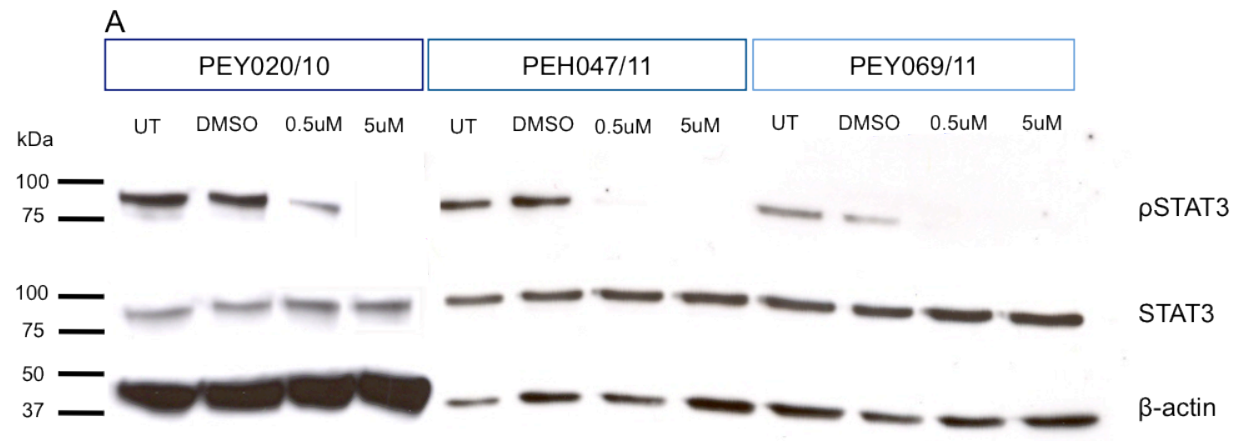 A
PEY020/10 PEH047/11 PEY069/11
UT DMSO 0.5uM 5uM UT DMSO 0.5uM 5uM UT DMSO 0.5uM 5uM
kDa
100
75
ρSTAT3
100
75
STAT3
50
37
β-actin